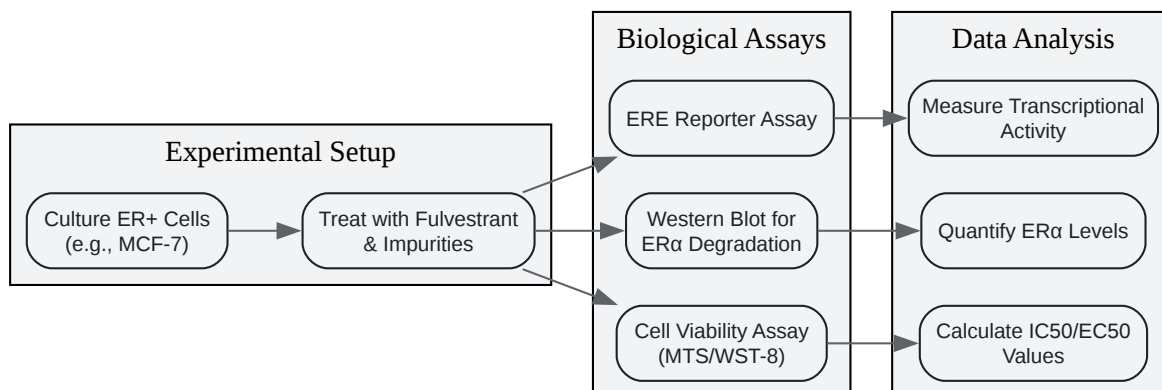 Experimental Setup
Culture ER+ Cells
(e.g., MCF-7)
Treat with Fulvestrant
& Impurities
Biological Assays
ERE Reporter Assay
Western Blot for
ERα Degradation
Cell Viability Assay
(MTS/WST-8)
Data Analysis
Measure Transcriptional
Activity
Quantify ERα Levels
Calculate IC50/EC50
Values